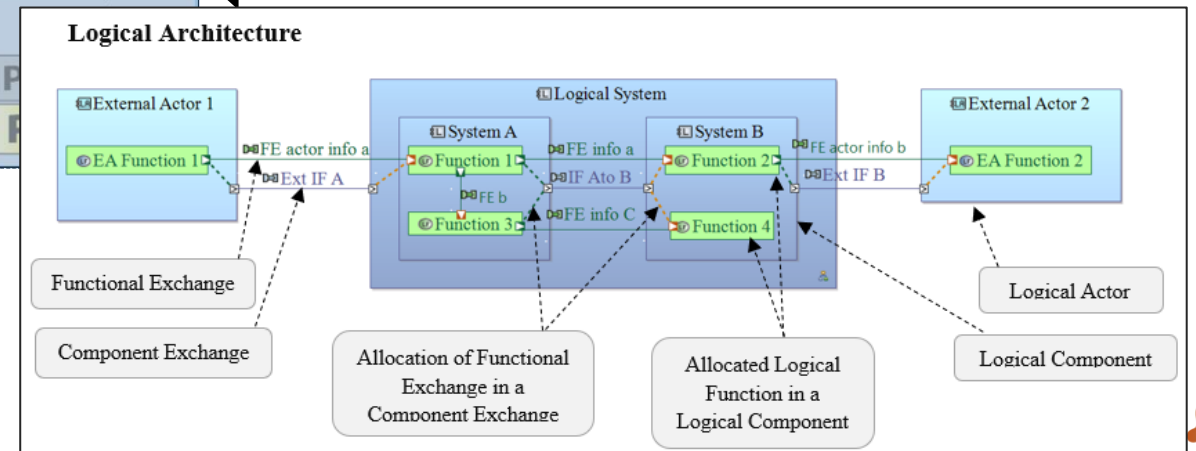 Logical Architecture
External Actor 1
Logical System
External Actor 2
System A
System B
EA Function 1
FE actor info a
Function 1
FE info a
Function 2
FE actor info b
EA Function 2
Ext IF A
IF Ato B
Ext IF B
FE b
FE info C
Function 3
Function 4
Functional Exchange
Logical Actor
Component Exchange
Allocation of Functional
Exchange in a
Component Exchange
Allocated Logical
Function in a
Logical Component
Logical Component